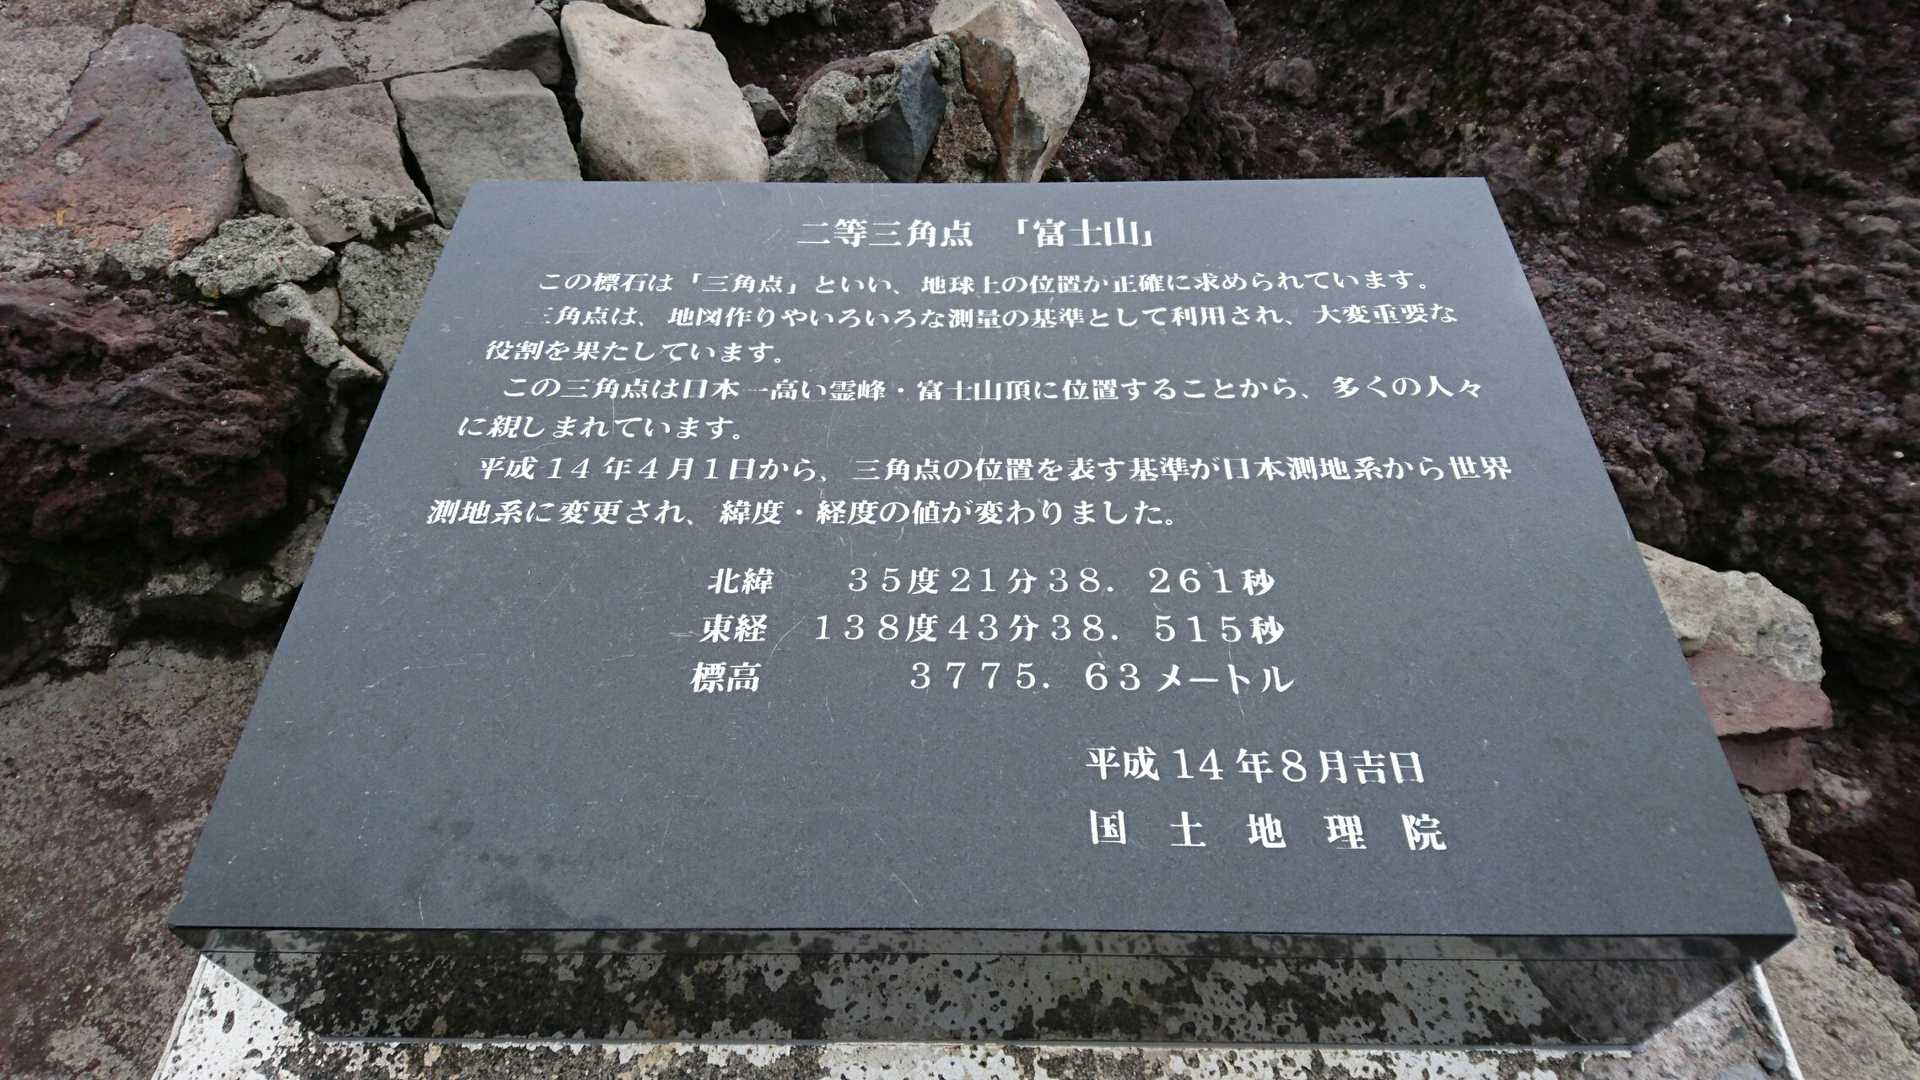 二等三角点 「富士山」
この標石は「三角点」といい、地球上の位置が正確に求められています。
三角点は、地図作りやいろいろな測量の基準として利用され、大変重要な
役割を果たしています。
この三角点は日本一高い霊峰・富士山頂に位置することから、多くの人々
に親しまれています。
平成14年4月1日から、三角点の位置を表す基準が日本測地系から世界
測地系に変更され、緯度・経度の値が変わりました。
北緯 35度21分38．261秒
東経 138度43分38．515秒
標高 3775．63メートル
平成14年8月吉日
国土地理院